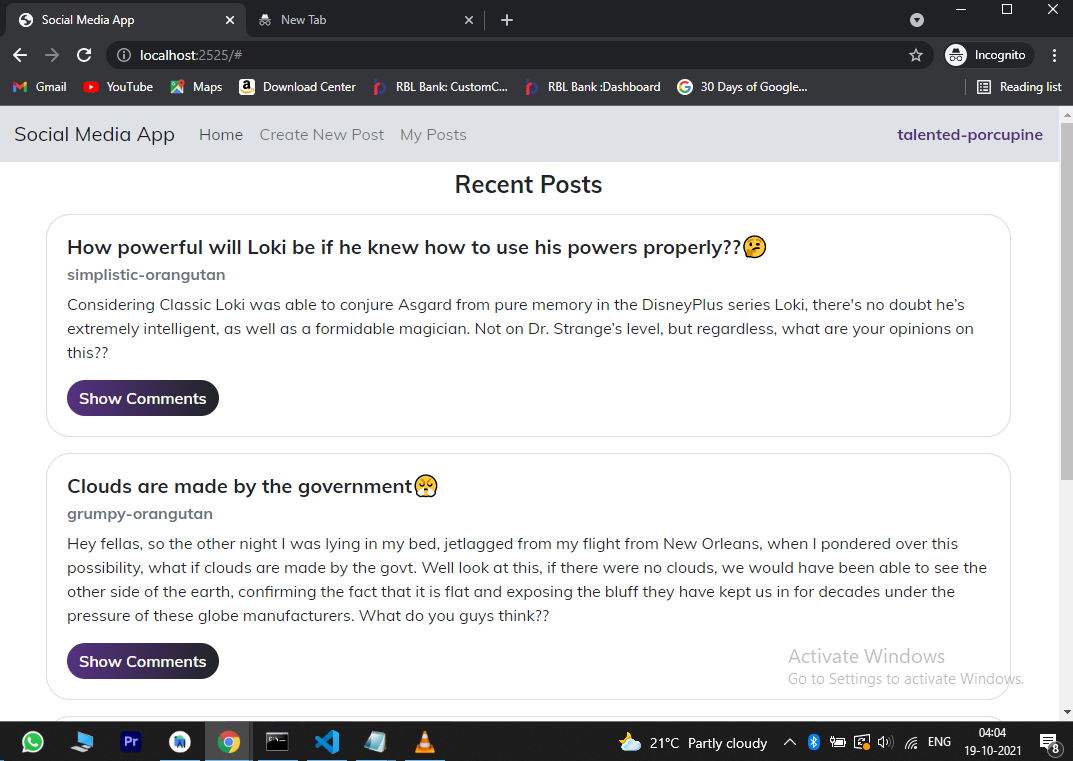 Social Media App
New Tab
localhost:2525/#
Incognito
Gmail
YouTube
Maps
Download Center
RBL Bank: CustomC...
RBL Bank :Dashboard
30 Days of Google...
Reading list
Social Media App
Home
Create New Post
My Posts
talented-porcupine
Recent Posts
How powerful will Loki be if he knew how to use his powers properly??🤔
simplistic-orangutan
Considering Classic Loki was able to conjure Asgard from pure memory in the DisneyPlus series Loki, there's no doubt he’s
extremely intelligent, as well as a formidable magician. Not on Dr. Strange’s level, but regardless, what are your opinions on
this??
Show Comments
Clouds are made by the government😤
grumpy-orangutan
Hey fellas, so the other night I was lying in my bed, jetlagged from my flight from New Orleans, when I pondered over this
possibility, what if clouds are made by the govt. Well look at this, if there were no clouds, we would have been able to see the
other side of the earth, confirming the fact that it is flat and exposing the bluff they have kept us in for decades under the
pressure of these globe manufacturers. What do you guys think??
Show Comments
Activate Windows
Go to Settings to activate Windows.
Pr
21°C Partly cloudy
ENG
04:04
19-10-2021
8